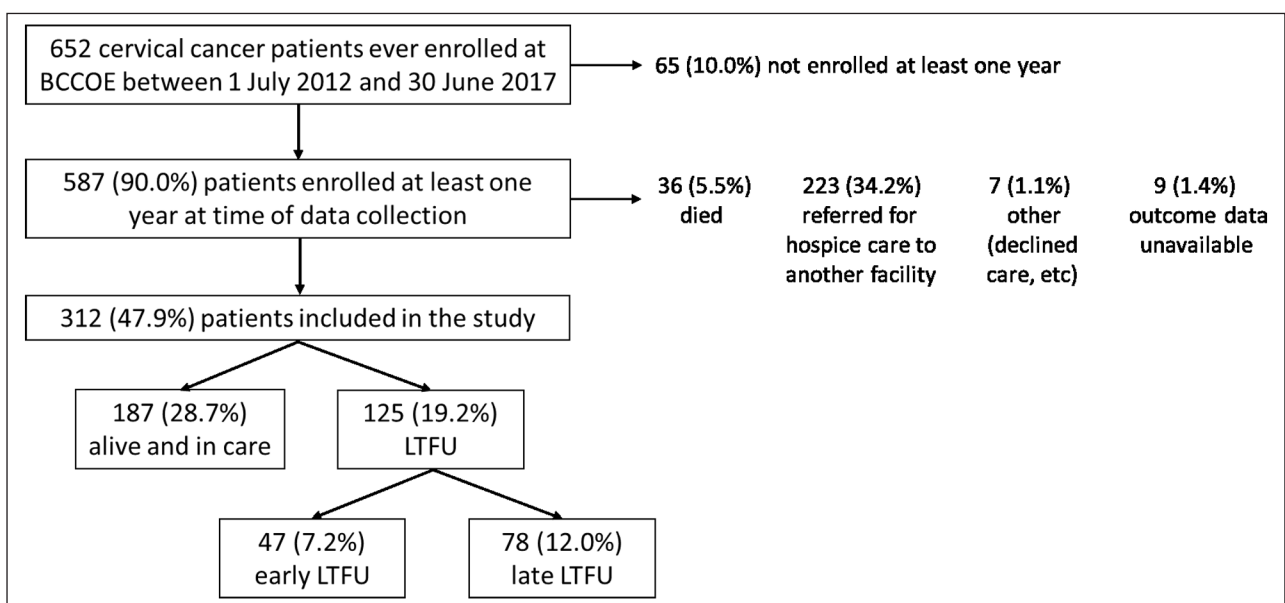 652 cervical cancer patients ever enrolled at
BCCOE between 1 July 2012 and 30 June 2017
65 (10.0%) not enrolled at least one year
587 (90.0%) patients enrolled at least one
year at time of data collection
36 (5.5%)
died
223 (34.2%)
referred for
hospice care to
another facility
7 (1.1%)
other
(declined
care, etc)
9 (1.4%)
outcome data
unavailable
312 (47.9%) patients included in the study
187 (28.7%)
alive and in care
125 (19.2%)
LTFU
47 (7.2%)
early LTFU
78 (12.0%)
late LTFU